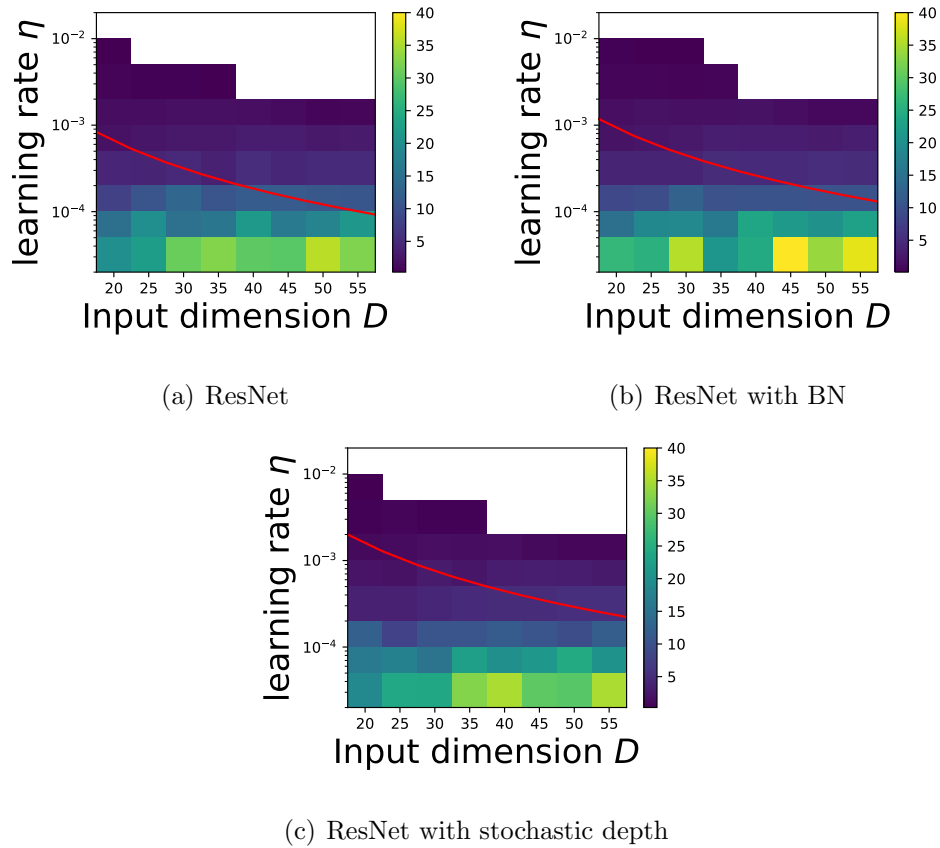 learning rate η
10⁻²
10⁻³
10⁻⁴
20 25 30 35 40 45 50 55
Input dimension D
40
35
30
25
20
15
10
5
(a) ResNet
learning rate η
10⁻²
10⁻³
10⁻⁴
20 25 30 35 40 45 50 55
Input dimension D
40
35
30
25
20
15
10
5
(b) ResNet with BN
learning rate η
10⁻²
10⁻³
10⁻⁴
20 25 30 35 40 45 50 55
Input dimension D
40
35
30
25
20
15
10
5
(c) ResNet with stochastic depth